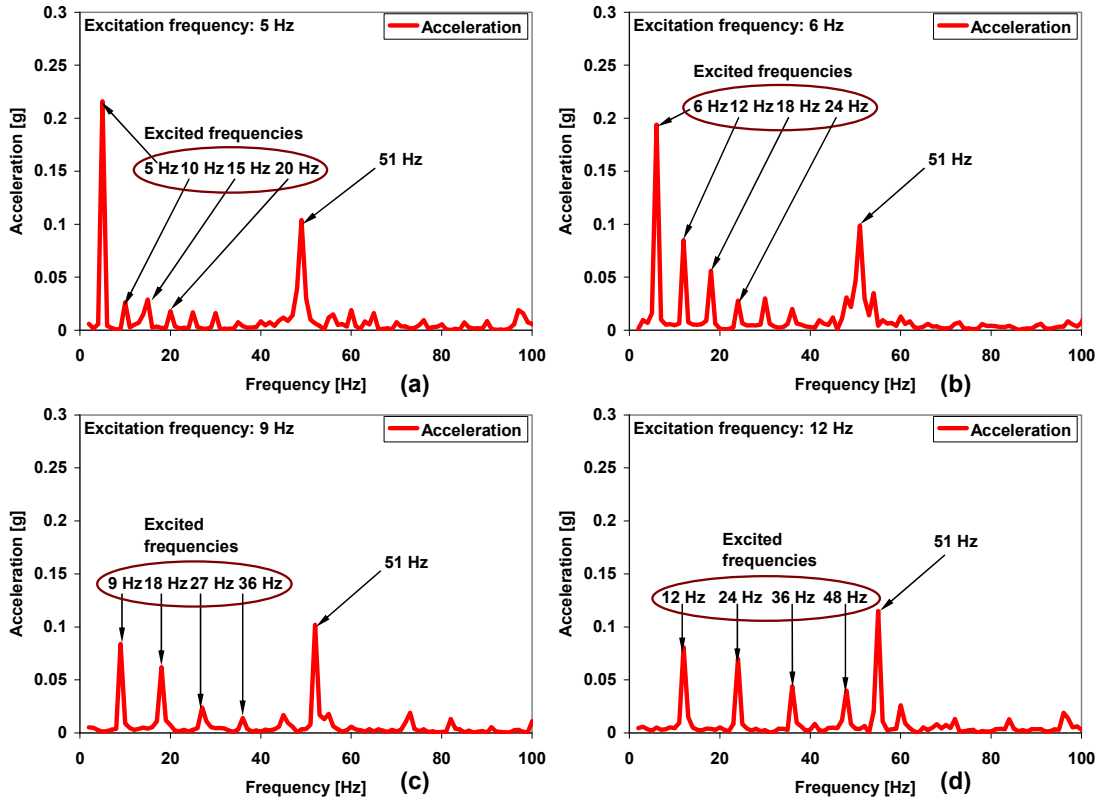 Excitation frequency: 5 Hz
Acceleration
Excited frequencies
5 Hz 10 Hz 15 Hz 20 Hz
51 Hz
0.3
0.25
0.2
0.15
0.1
0.05
0
Acceleration [g]
0 20 40 60 80 100
Frequency [Hz]
(a)
Excitation frequency: 6 Hz
Acceleration
Excited frequencies
6 Hz 12 Hz 18 Hz 24 Hz
51 Hz
0.3
0.25
0.2
0.15
0.1
0.05
0
Acceleration [g]
0 20 40 60 80 100
Frequency [Hz]
(b)
Excitation frequency: 9 Hz
Acceleration
Excited
frequencies
9 Hz 18 Hz 27 Hz 36 Hz
51 Hz
0.3
0.25
0.2
0.15
0.1
0.05
0
Acceleration [g]
0 20 40 60 80 100
Frequency [Hz]
(c)
Excitation frequency: 12 Hz
Acceleration
Excited
frequencies
12 Hz 24 Hz 36 Hz 48 Hz
51 Hz
0.3
0.25
0.2
0.15
0.1
0.05
0
Acceleration [g]
0 20 40 60 80 100
Frequency [Hz]
(d)